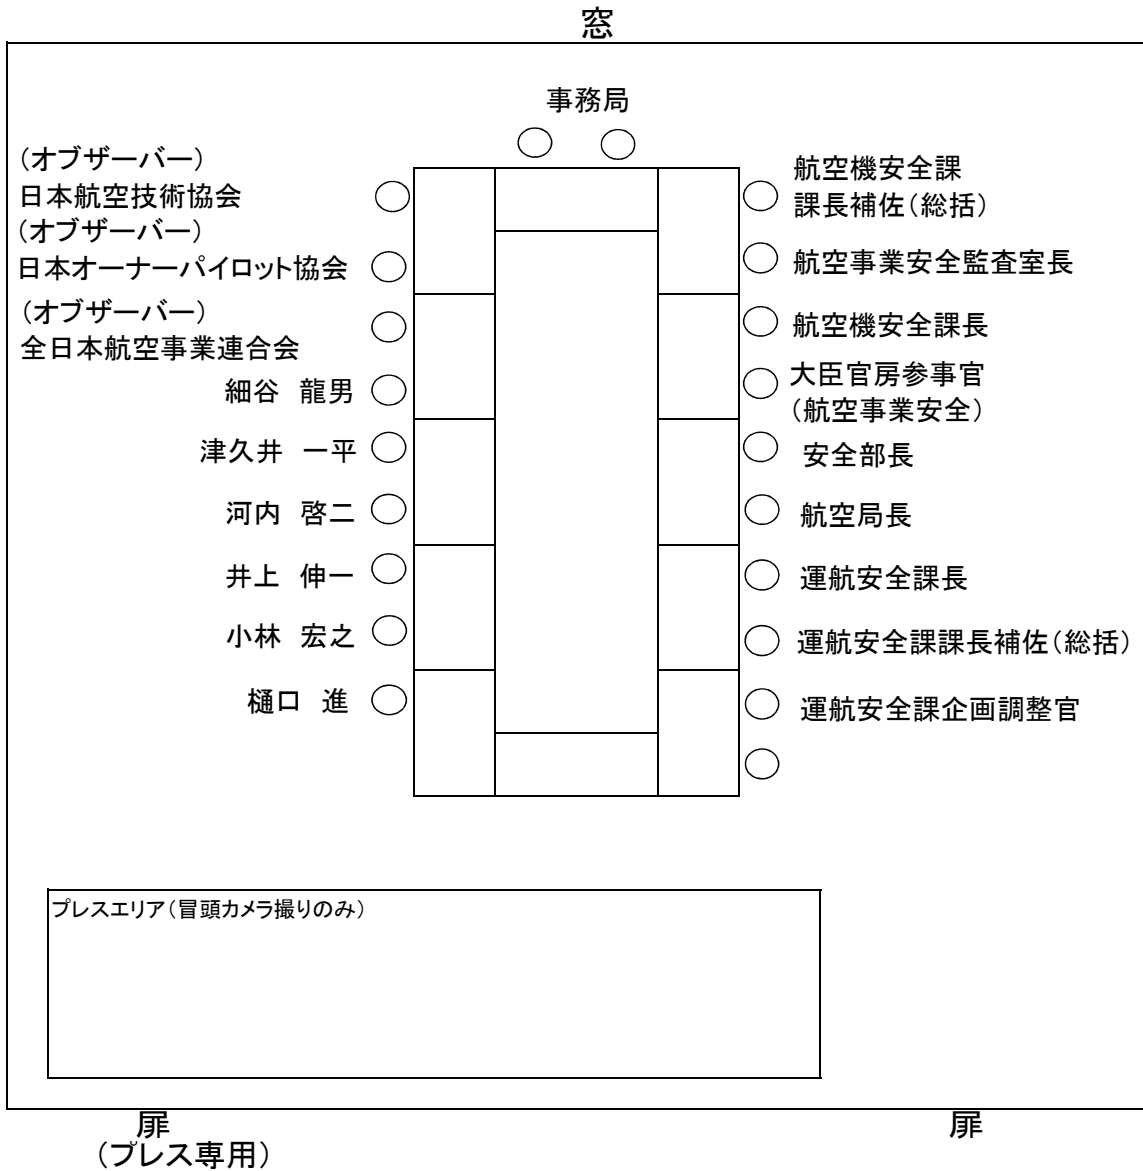 窓
事務局
(オブザーバー)
日本航空技術協会
(オブザーバー)
日本オーナーパイロット協会
(オブザーバー)
全日本航空事業連合会
細谷 龍男
津久井 一平
河内 啓二
井上 伸一
小林 宏之
樋口 進
航空機安全課
課長補佐(総括)
航空事業安全監査室長
航空機安全課長
大臣官房参事官
(航空事業安全)
安全部長
航空局長
運航安全課長
運航安全課課長補佐(総括)
運航安全課企画調整官
プレスエリア(冒頭カメラ撮りのみ)
扉
(プレス専用)
扉